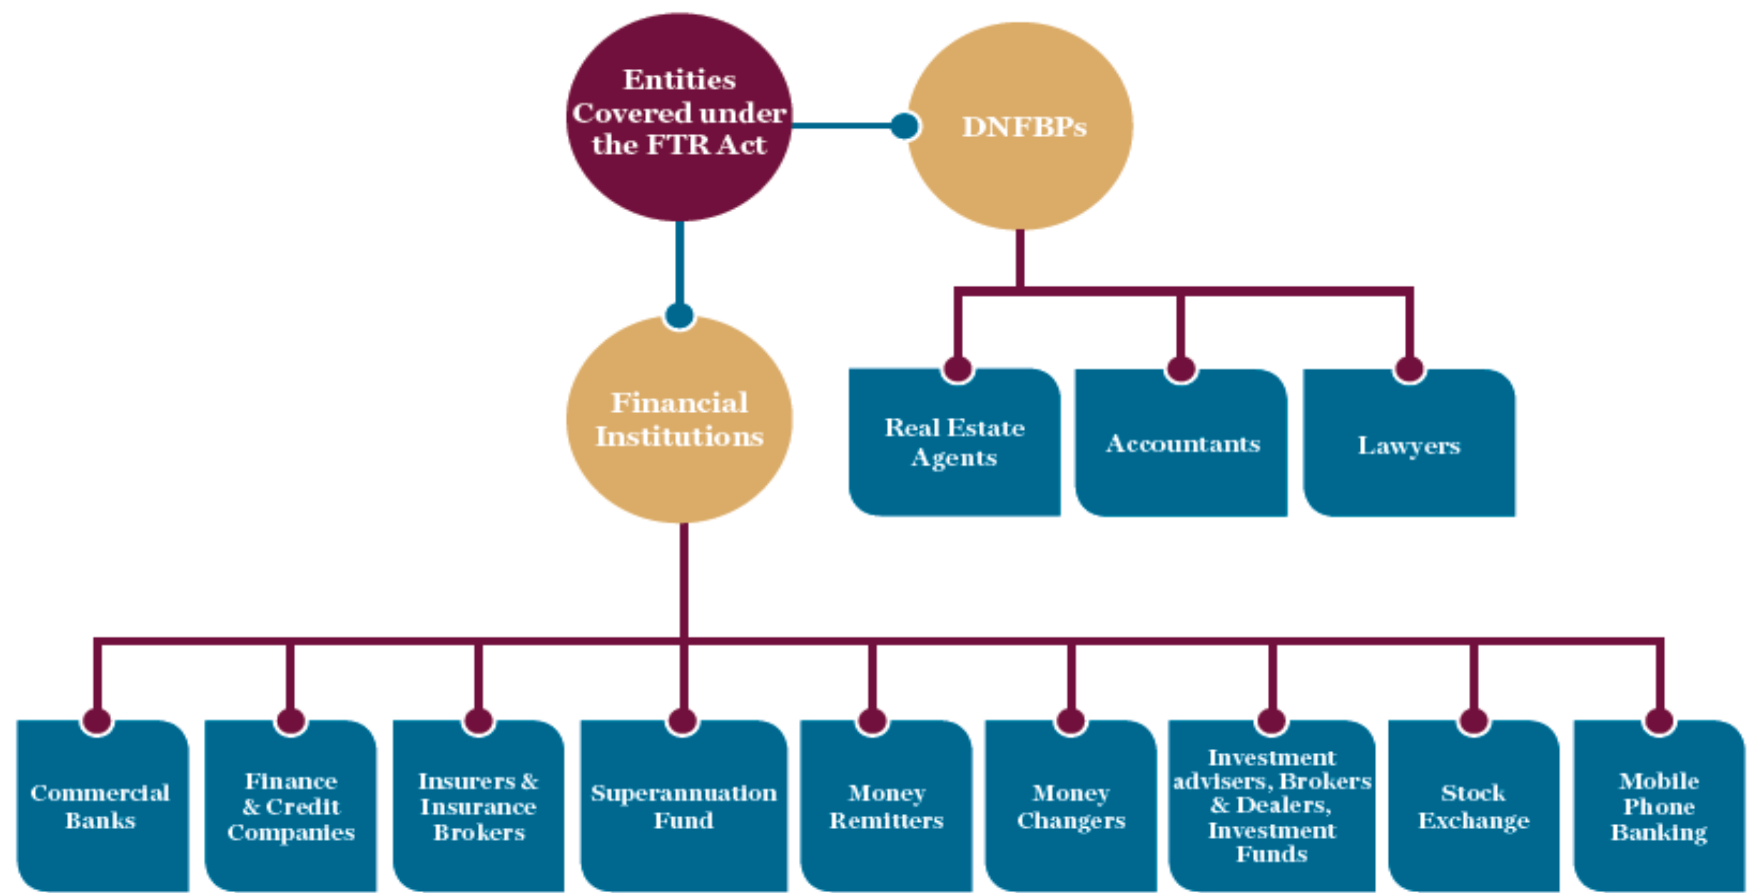 Entities
Covered under
the FTR Act
DNFBPs
Financial
Institutions
Real Estate
Agents
Accountants
Lawyers
Commercial
Banks
Finance
& Credit
Companies
Insurers &
Insurance
Brokers
Superannuation
Fund
Money
Remitters
Money
Changers
Investment
advisers, Brokers
& Dealers,
Investment
Funds
Stock
Exchange
Mobile
Phone
Banking